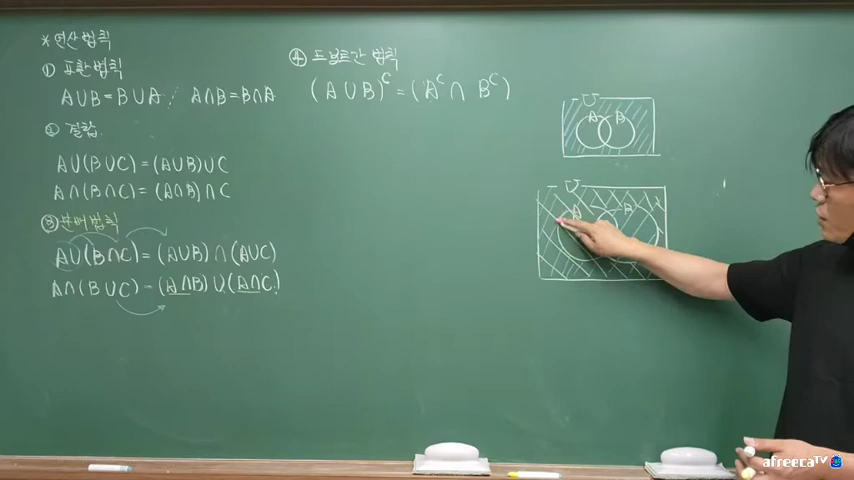 * 연산법칙
① 교환법칙
A∪B=B∪A, A∩B=B∩A
② 결합
A∪(B∪C)=(A∪B)∪C
A∩(B∩C)=(A∩B)∩C
③ 분배법칙
A∪(B∩C)=(A∪B)∩(A∪C)
A∩(B∪C)=(A∩B)∪(A∩C)
④ 드모르간 법칙
(A∪B)ᶜ=(Aᶜ∩Bᶜ)
U
A B
U
A B
afreecaTV